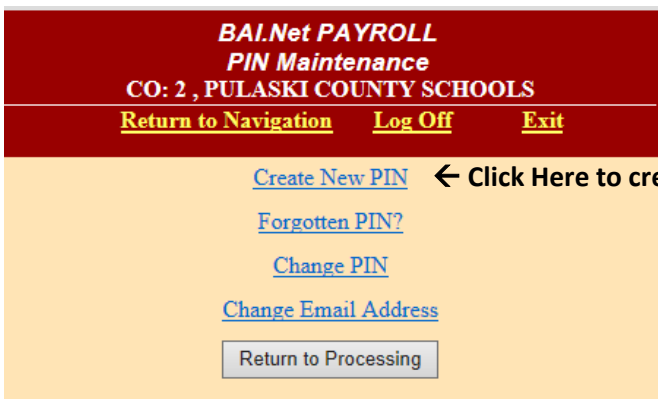 BAI.Net PAYROLL
PIN Maintenance
CO: 2 , PULASKI COUNTY SCHOOLS
Return to Navigation Log Off Exit
Create New PIN ← Click Here to cre
Forgotten PIN?
Change PIN
Change Email Address
Return to Processing